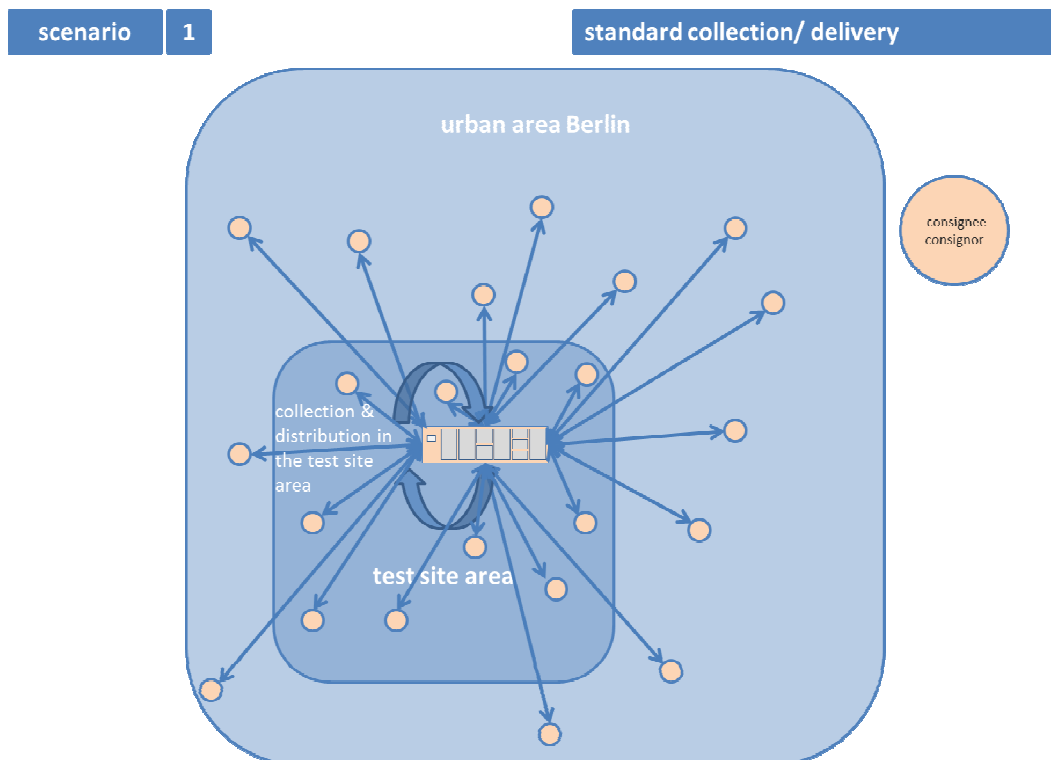 scenario
1
standard collection/ delivery
urban area Berlin
consignee
consignor
collection &
distribution in
the test site
area
test site area